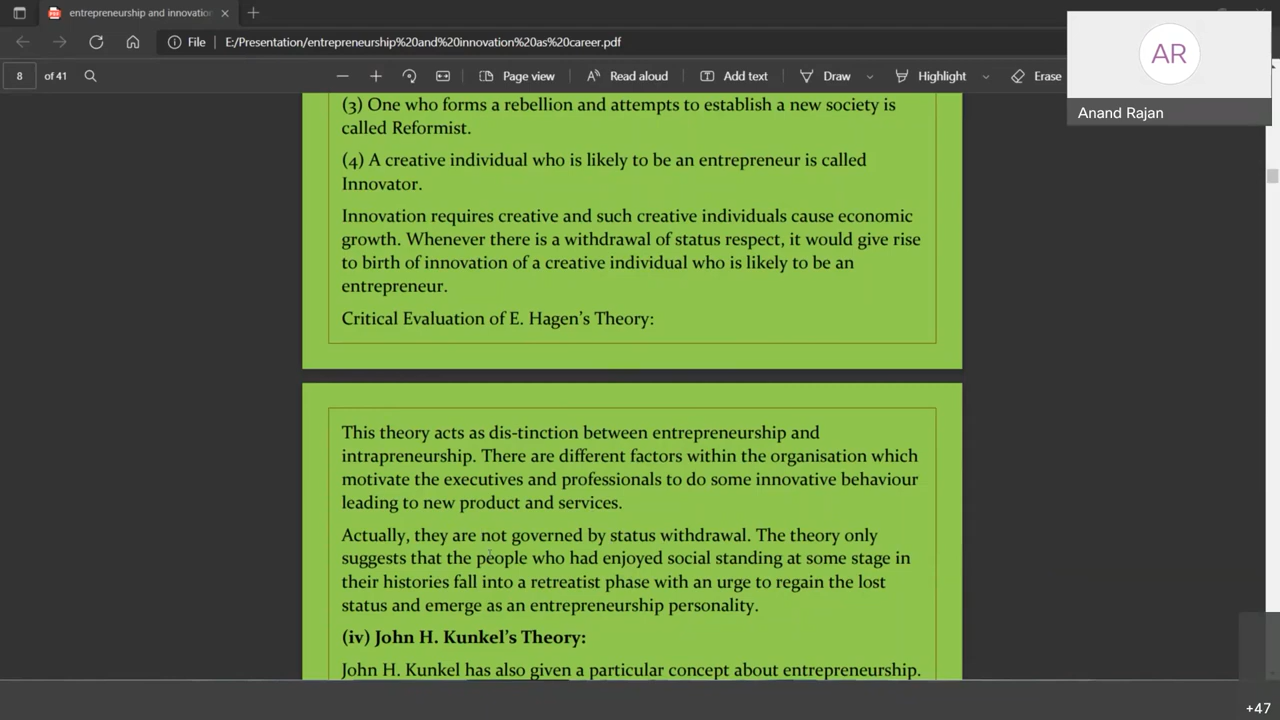 entrepreneurship and innovation
File
E:/Presentation/entrepreneurship%20and%20innovation%20as%20career.pdf
8
of 41
Page view
Read aloud
Add text
Draw
Highlight
Erase
AR
Anand Rajan
(3) One who forms a rebellion and attempts to establish a new society is
called Reformist.
(4) A creative individual who is likely to be an entrepreneur is called
Innovator.
Innovation requires creative and such creative individuals cause economic
growth. Whenever there is a withdrawal of status respect, it would give rise
to birth of innovation of a creative individual who is likely to be an
entrepreneur.
Critical Evaluation of E. Hagen's Theory:
This theory acts as dis-tinction between entrepreneurship and
intrapreneurship. There are different factors within the organisation which
motivate the executives and professionals to do some innovative behaviour
leading to new product and services.
Actually, they are not governed by status withdrawal. The theory only
suggests that the people who had enjoyed social standing at some stage in
their histories fall into a retreatist phase with an urge to regain the lost
status and emerge as an entrepreneurship personality.
(iv) John H. Kunkel's Theory:
John H. Kunkel has also given a particular concept about entrepreneurship.
+47